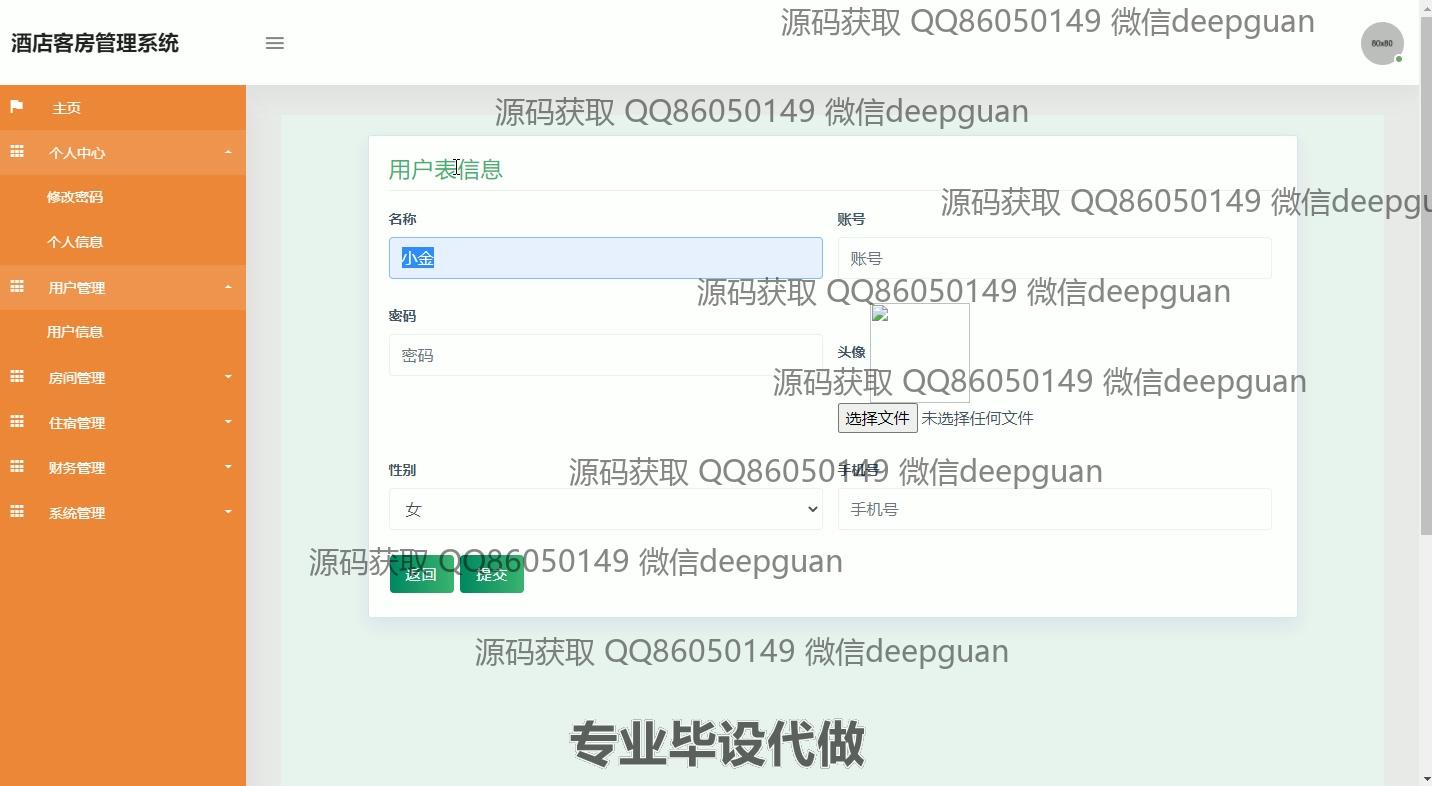 源码获取 QQ86050149 微信deepguan
酒店客房管理系统
80x80
主页
源码获取 QQ86050149 微信deepguan
个人中心
用户表信息
修改密码
源码获取 QQ86050149 微信deepgu
名称
账号
个人信息
小金
账号
用户管理
源码获取 QQ86050149 微信deepguan
密码
用户信息
密码
头像
房间管理
源码获取 QQ86050149 微信deepguan
选择文件 未选择任何文件
住宿管理
财务管理
性别
手机号
源码获取 QQ86050149 微信deepguan
女
手机号
系统管理
源码获取 QQ86050149 微信deepguan
返回 提交
源码获取 QQ86050149 微信deepguan
专业毕设代做